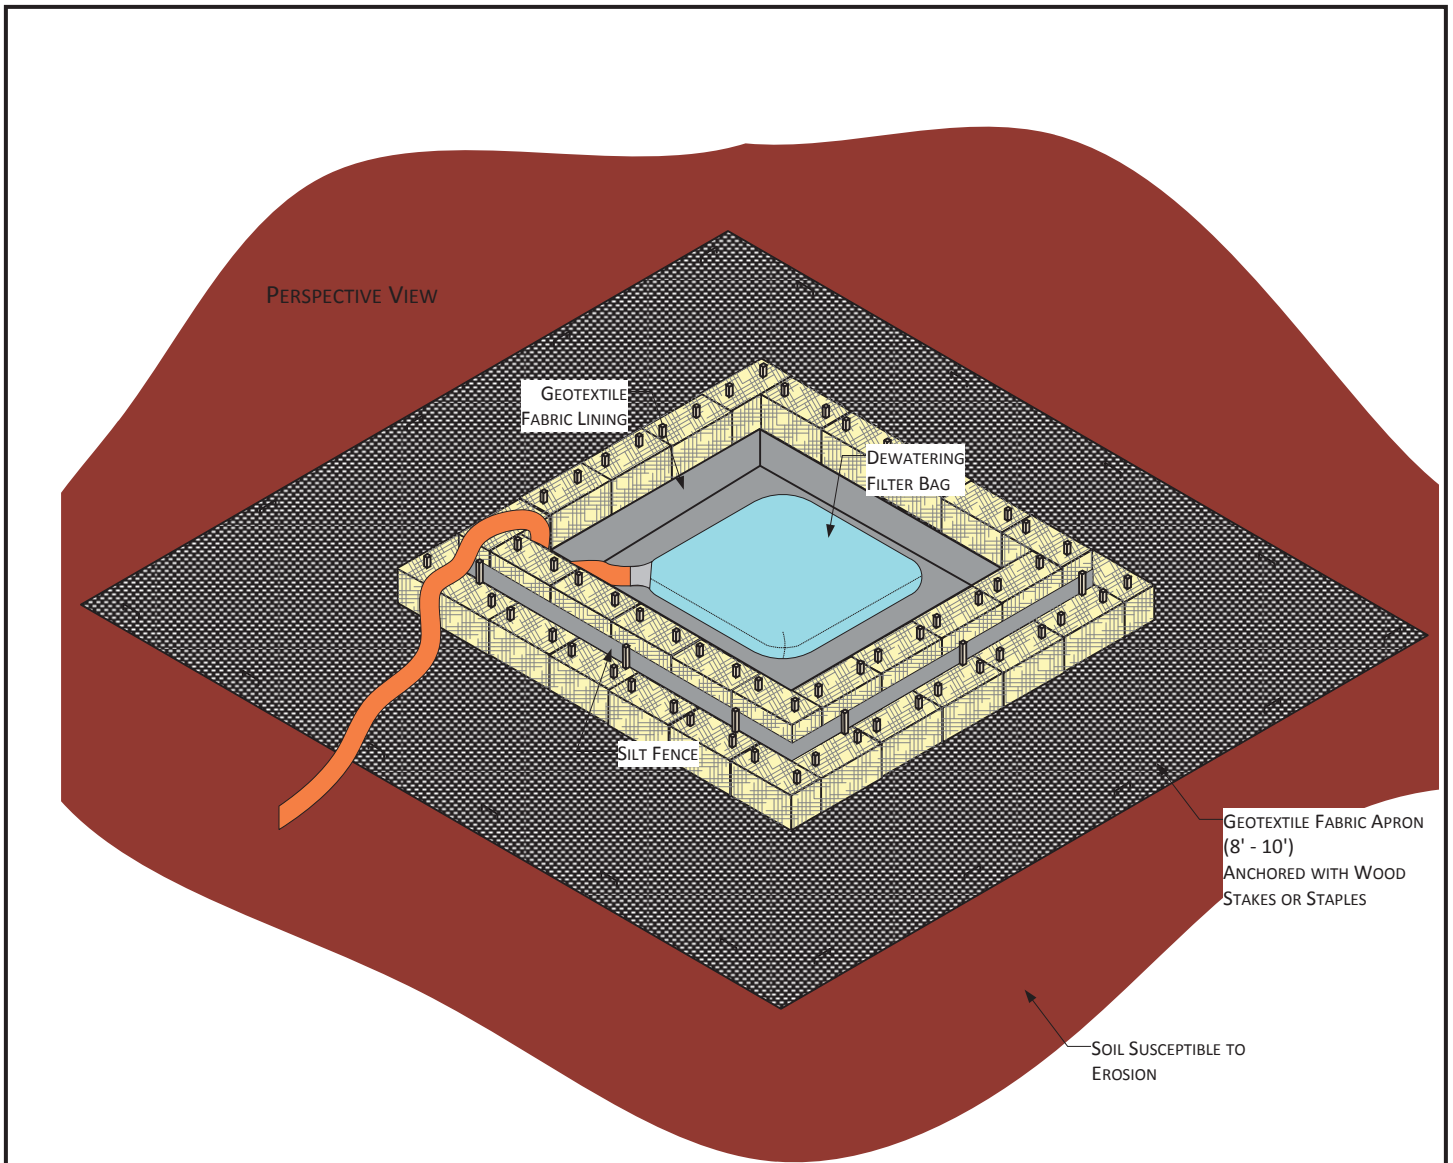 PERSPECTIVE VIEW
GEOTEXTILE
FABRIC LINING
DEWATERING
FILTER BAG
SILT FENCE
GEOTEXTILE FABRIC APRON
(8' - 10')
ANCHORED WITH WOOD
STAKES OR STAPLES
SOIL SUSCEPTIBLE TO
EROSION